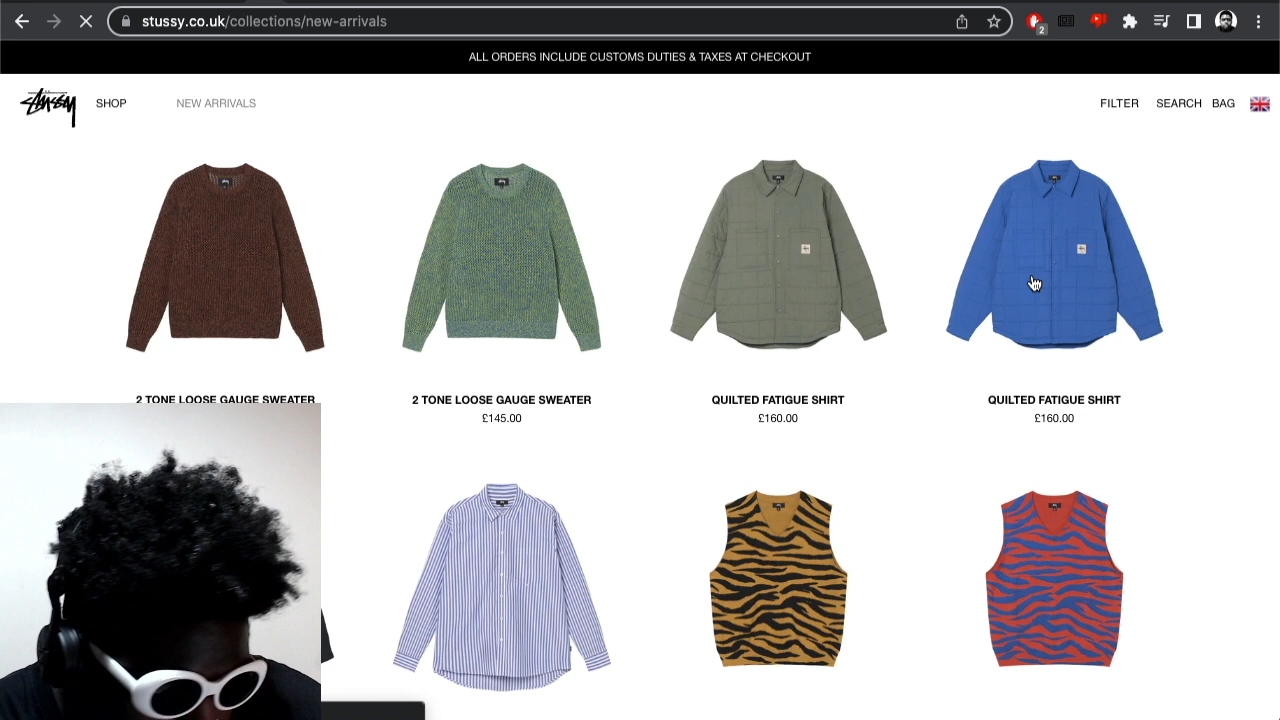 stussy.co.uk/collections/new-arrivals
2
ALL ORDERS INCLUDE CUSTOMS DUTIES & TAXES AT CHECKOUT
Stüssy SHOP NEW ARRIVALS FILTER SEARCH BAG
2 TONE LOOSE GAUGE SWEATER 2 TONE LOOSE GAUGE SWEATER QUILTED FATIGUE SHIRT QUILTED FATIGUE SHIRT
£145.00 £160.00 £160.00